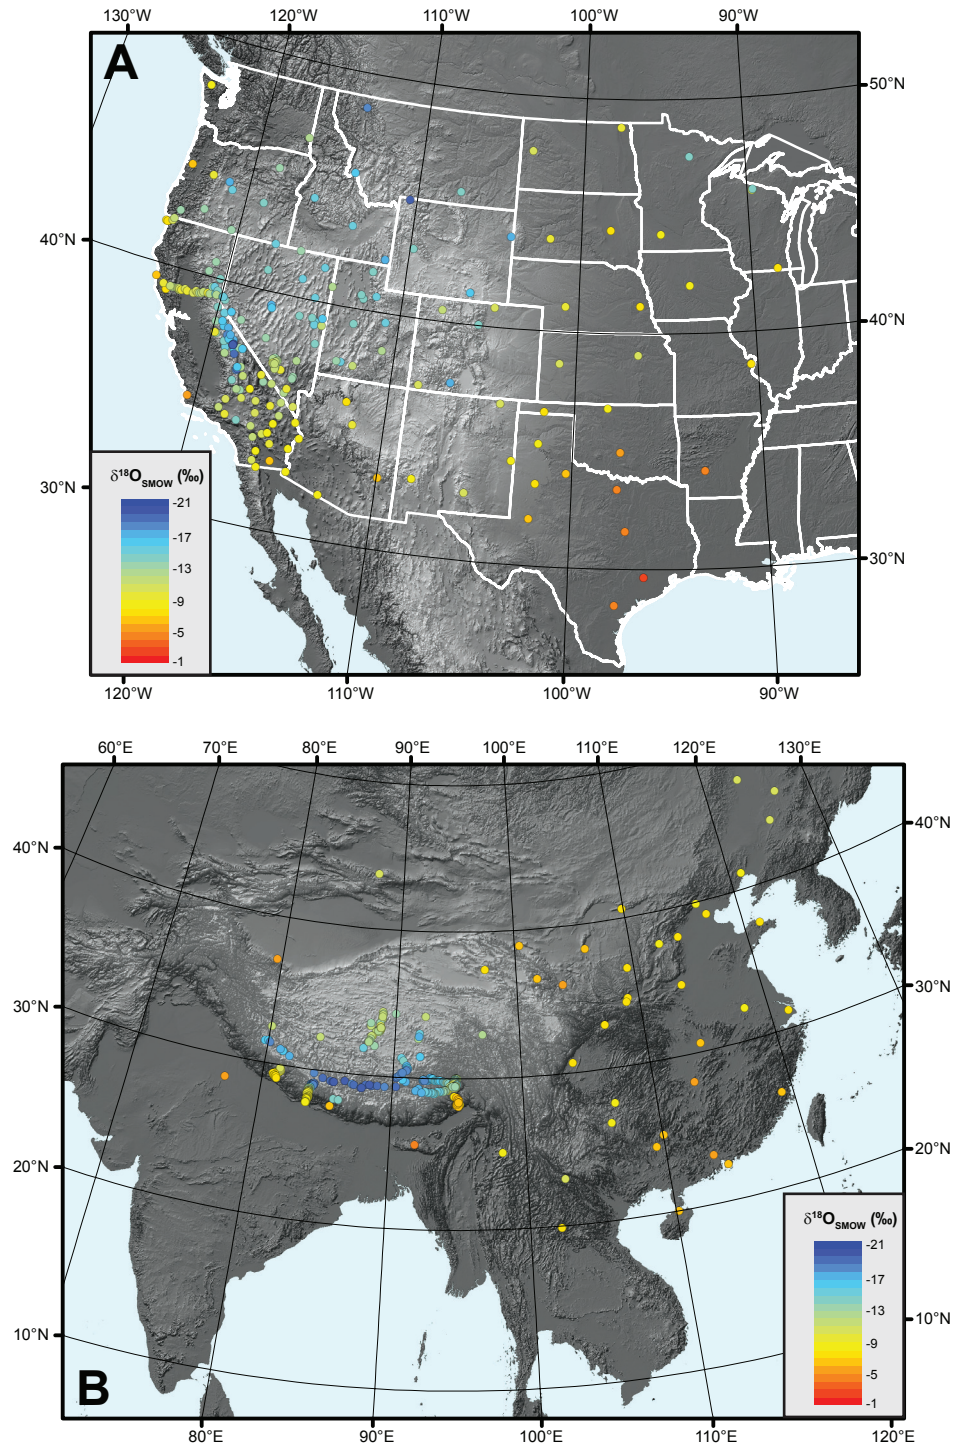 130°W 120°W 110°W 100°W 90°W
A
50°N
40°N
40°N
30°N
30°N
δ18OSMOW (‰)
-21
-17
-13
-9
-5
-1
120°W 110°W 100°W 90°W
60°E 70°E 80°E 90°E 100°E 110°E 120°E 130°E
40°N
40°N
30°N
30°N
20°N
20°N
10°N
10°N
δ18OSMOW (‰)
-21
-17
-13
-9
-5
-1
B
80°E 90°E 100°E 110°E 120°E